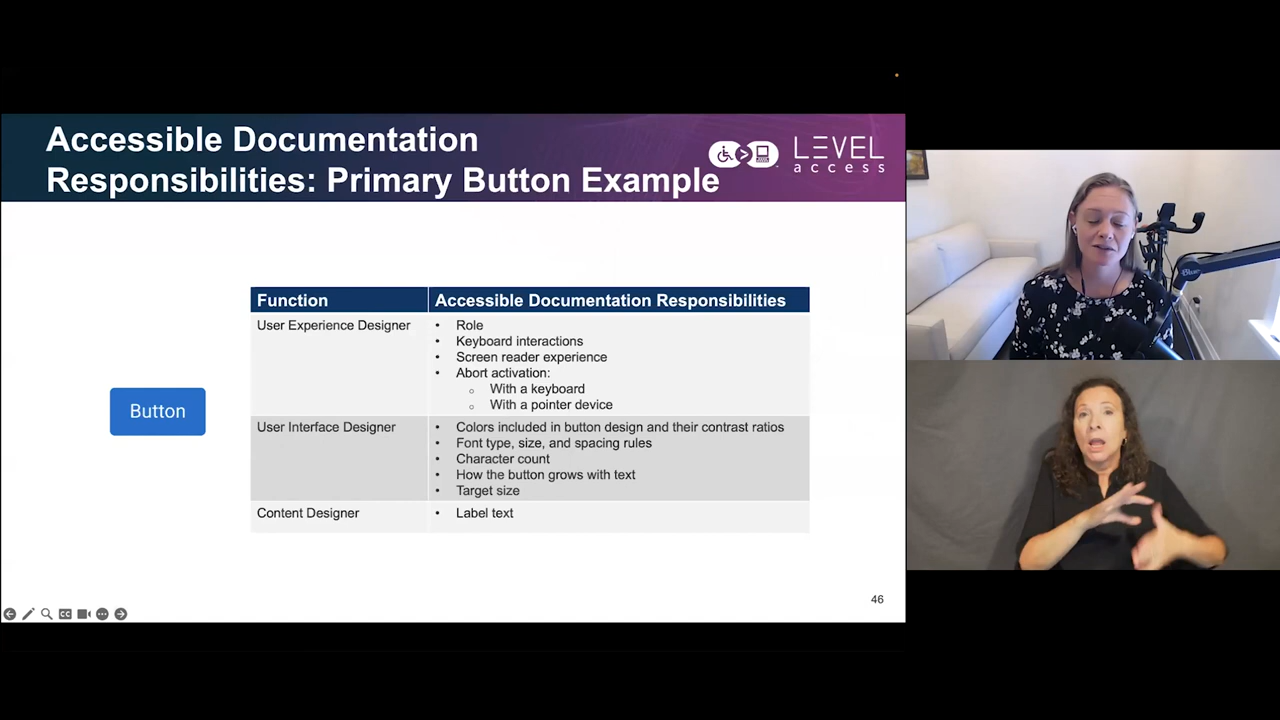 Accessible Documentation
Responsibilities: Primary Button Example
LEVEL
access
Function Accessible Documentation Responsibilities
User Experience Designer
• Role
• Keyboard interactions
• Screen reader experience
• Abort activation:
○ With a keyboard
○ With a pointer device
Button
User Interface Designer
• Colors included in button design and their contrast ratios
• Font type, size, and spacing rules
• Character count
• How the button grows with text
• Target size
Content Designer
• Label text
46
CC
Blue